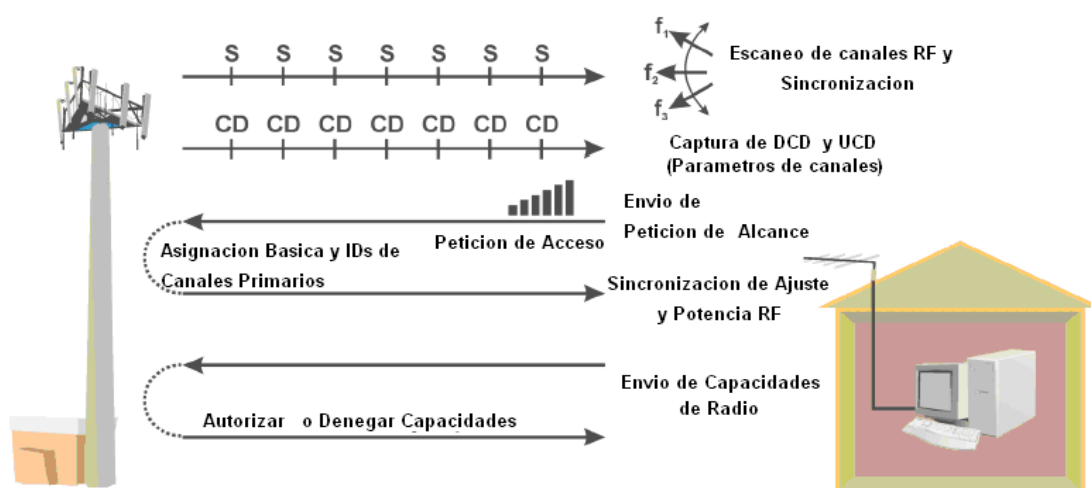 S S S S S S S
f1
f2
f3
Escaneo de canales RF y
Sincronizacion
CD CD CD CD CD CD CD
Captura de DCD y UCD
(Parametros de canales)
Envio de
Peticion de Alcance
Peticion de Acceso
Asignacion Basica y IDs de
Canales Primarios
Sincronizacion de Ajuste
y Potencia RF
Envio de Capacidades
de Radio
Autorizar o Denegar Capacidades